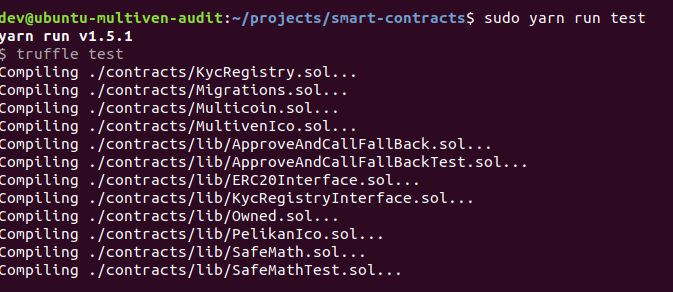 dev@ubuntu-multiven-audit:~/projects/smart-contracts$ sudo yarn run test
yarn run v1.5.1
$ truffle test
Compiling ./contracts/KycRegistry.sol...
Compiling ./contracts/Migrations.sol...
Compiling ./contracts/Multicoin.sol...
Compiling ./contracts/MultivenIco.sol...
Compiling ./contracts/lib/ApproveAndCallFallBack.sol...
Compiling ./contracts/lib/ApproveAndCallFallBackTest.sol...
Compiling ./contracts/lib/ERC20Interface.sol...
Compiling ./contracts/lib/KycRegistryInterface.sol...
Compiling ./contracts/lib/Owned.sol...
Compiling ./contracts/lib/PelikanIco.sol...
Compiling ./contracts/lib/SafeMath.sol...
Compiling ./contracts/lib/SafeMathTest.sol...